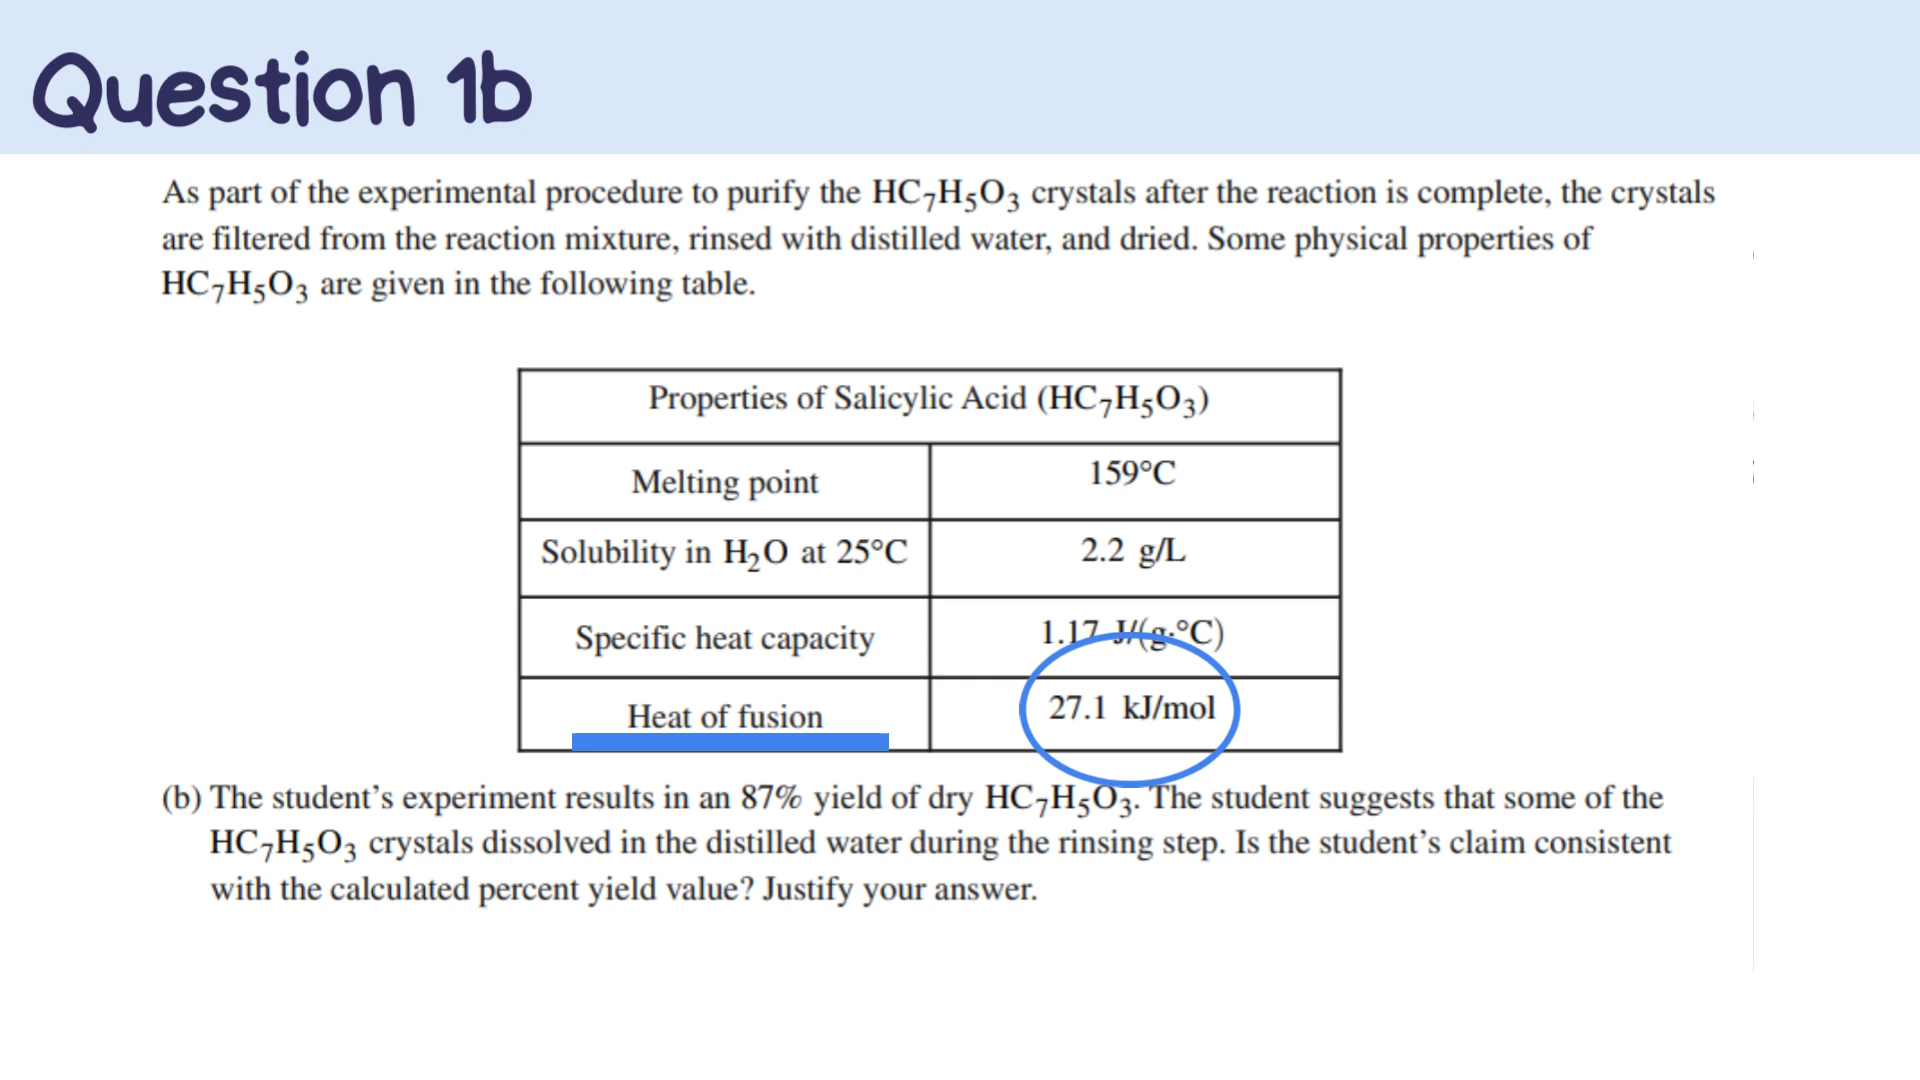 Question 1b
As part of the experimental procedure to purify the HC₇H₅O₃ crystals after the reaction is complete, the crystals
are filtered from the reaction mixture, rinsed with distilled water, and dried. Some physical properties of
HC₇H₅O₃ are given in the following table.
Properties of Salicylic Acid (HC₇H₅O₃)
Melting point 159°C
Solubility in H₂O at 25°C 2.2 g/L
Specific heat capacity 1.17 J/(g·°C)
Heat of fusion 27.1 kJ/mol
(b) The student’s experiment results in an 87% yield of dry HC₇H₅O₃. The student suggests that some of the
HC₇H₅O₃ crystals dissolved in the distilled water during the rinsing step. Is the student’s claim consistent
with the calculated percent yield value? Justify your answer.